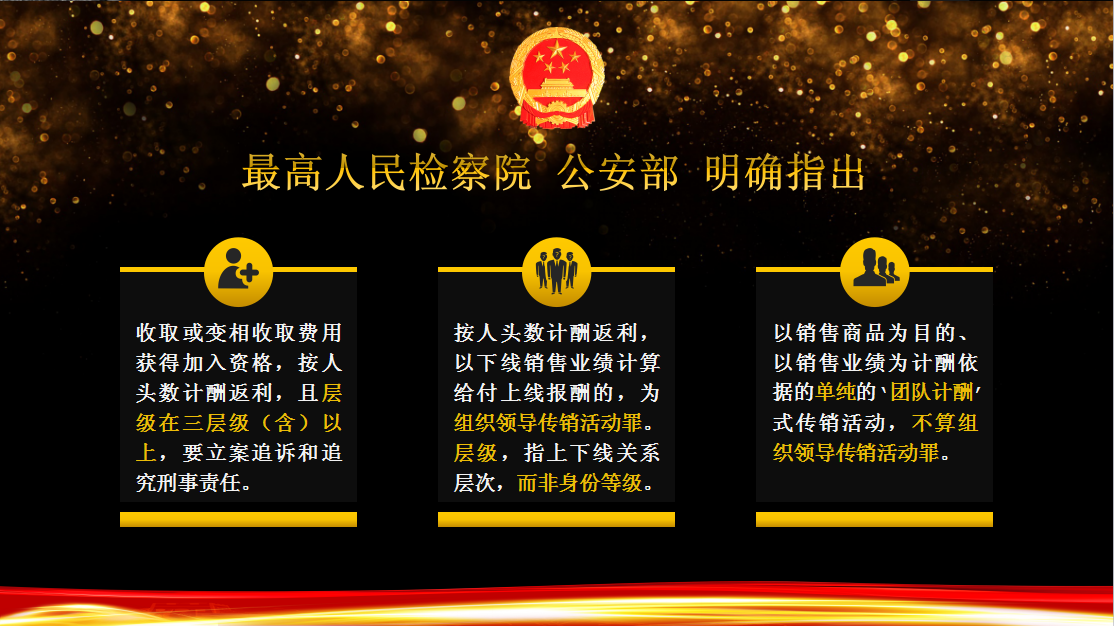 最高人民检察院 公安部 明确指出
收取或变相收取费用
获得加入资格，按人
头数计酬返利，且层
级在三层级（含）以
上，要立案追诉和追
究刑事责任。
按人头数计酬返利，
以下线销售业绩计算
给付上线报酬的，为
组织领导传销活动罪。
层级，指上下线关系
层次，而非身份等级。
以销售商品为目的、
以销售业绩为计酬依
据的单纯的‘团队计酬’
式传销活动，不算组
织领导传销活动罪。